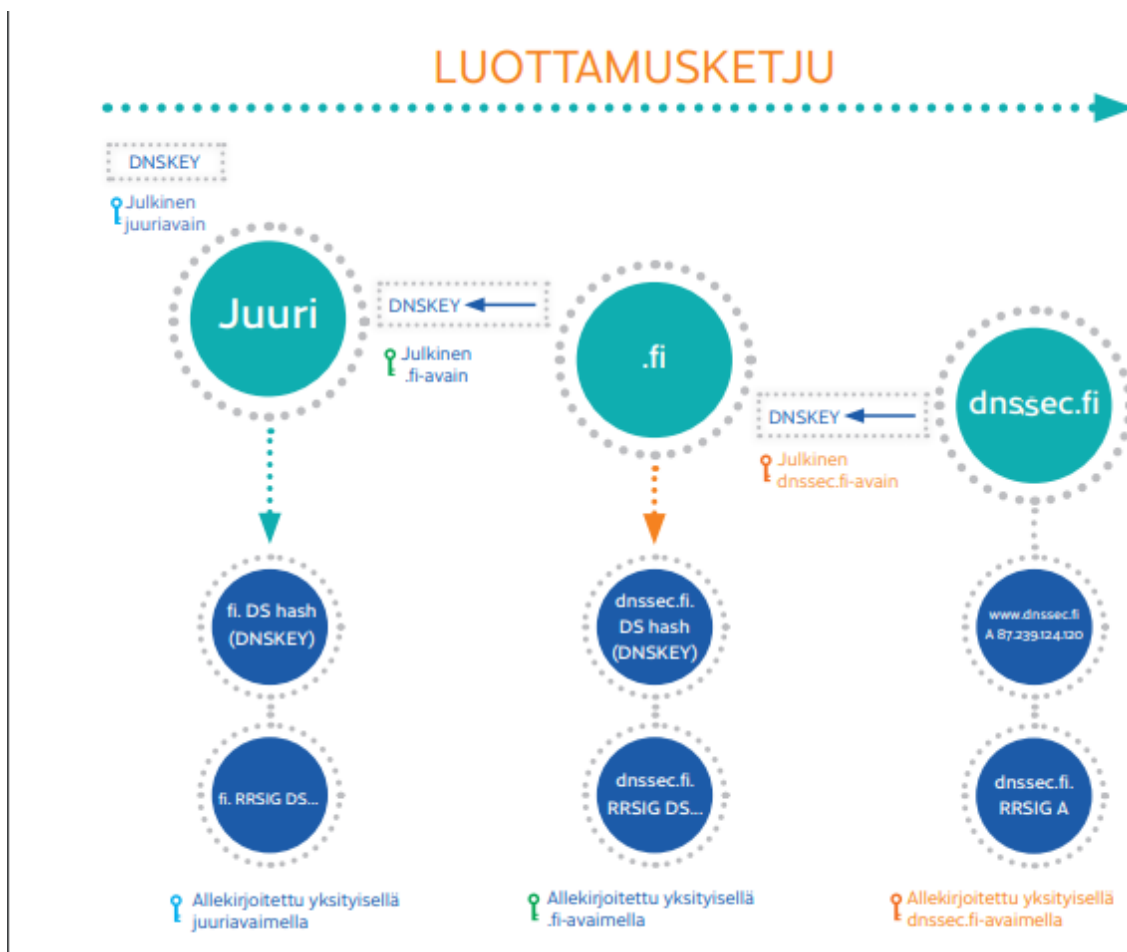 LUOTTAMUSKETJU
DNSKEY
Julkinen
juuriavain
Juuri
DNSKEY
Julkinen
.fi-avain
.fi
DNSKEY
Julkinen
dnssec.fi-avain
dnssec.fi
fi. DS hash
(DNSKEY)
dnssec.fi.
DS hash
(DNSKEY)
www.dnssec.fi
A 87.239.124.120
fi. RRSIG DS...
dnssec.fi.
RRSIG DS...
dnssec.fi.
RRSIG A
Allekirjoitettu yksityisellä
juuriavaimella
Allekirjoitettu yksityisellä
.fi-avaimella
Allekirjoitettu yksityisellä
dnssec.fi-avaimella